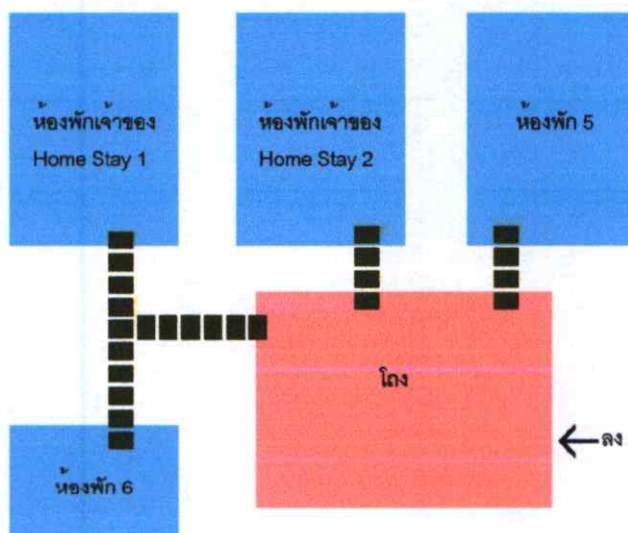 ห้องพักเจ้าของ
Home Stay 1
ห้องพักเจ้าของ
Home Stay 2
ห้องพัก 5
โถง
ลง
ห้องพัก 6